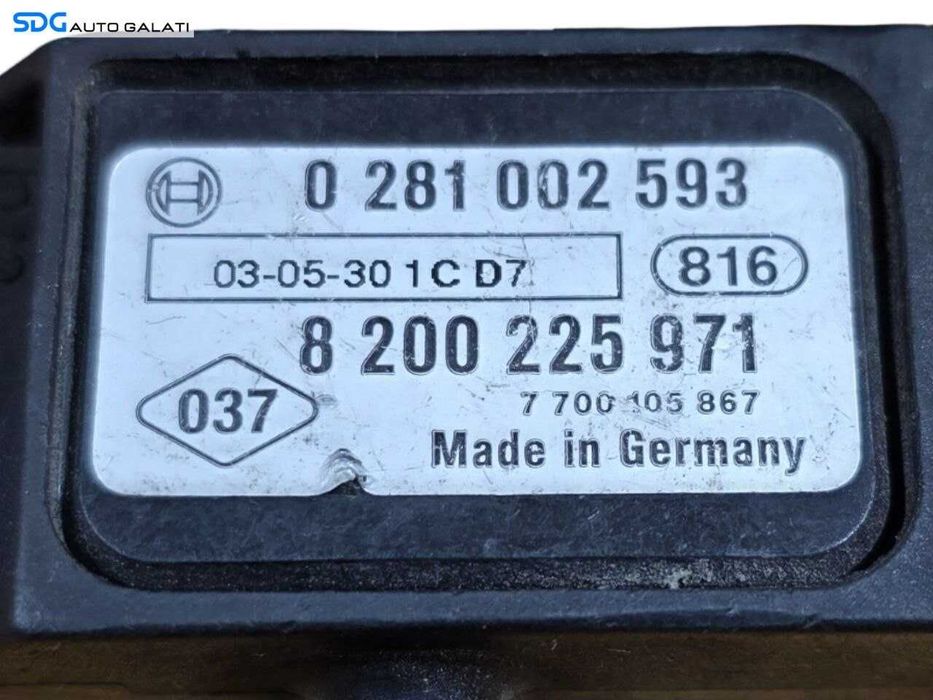 SDG AUTO GALATI
0 281 002 593
03-05-30 1C D7
816
8 200 225 971
037
7 700 105 867
Made in Germany